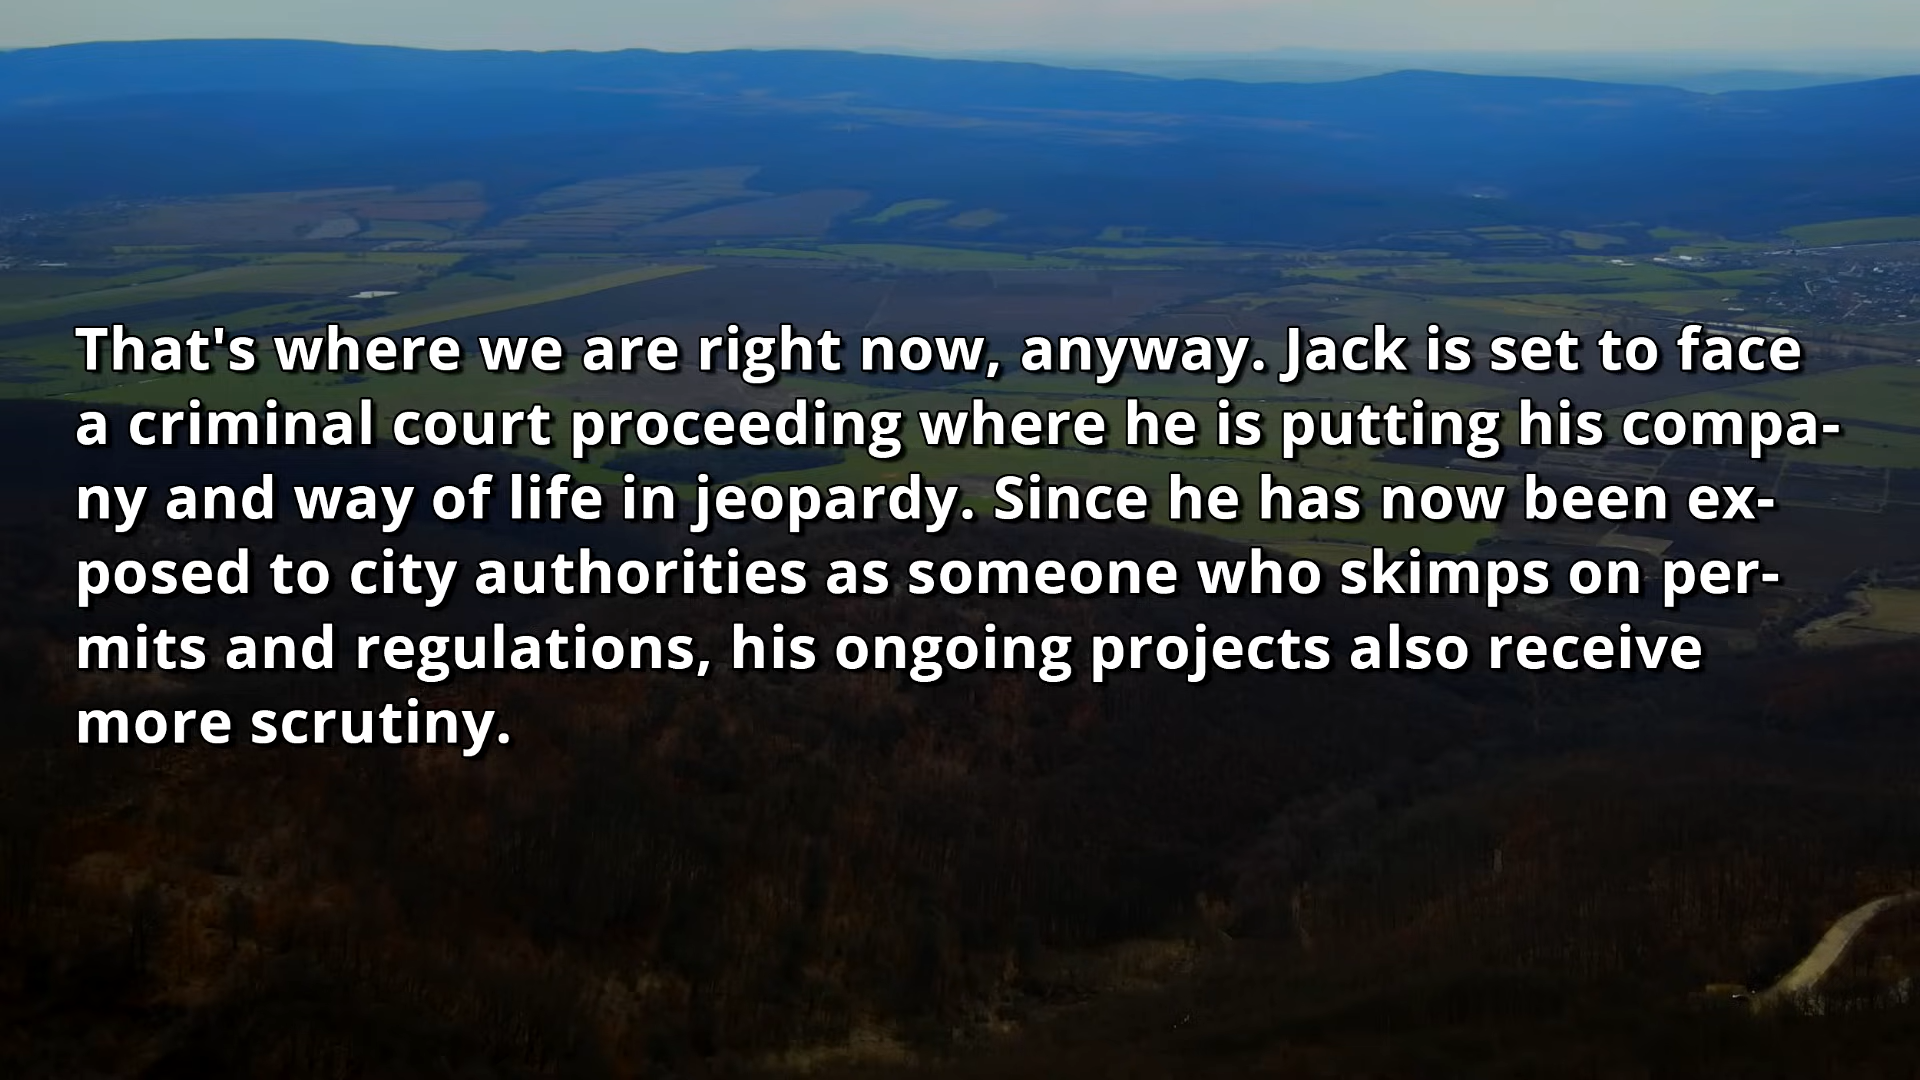 That's where we are right now, anyway. Jack is set to face
a criminal court proceeding where he is putting his compa-
ny and way of life in jeopardy. Since he has now been ex-
posed to city authorities as someone who skimps on per-
mits and regulations, his ongoing projects also receive
more scrutiny.